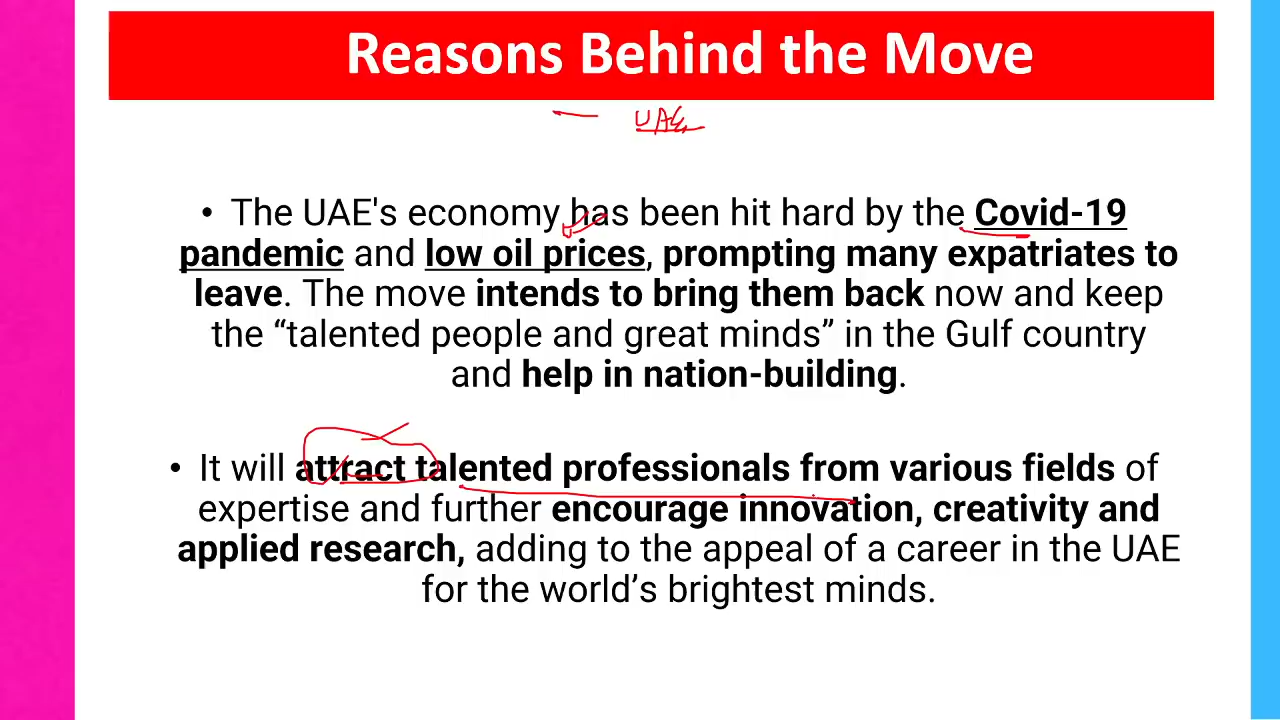 Reasons Behind the Move
UAE
• The UAE's economy has been hit hard by the Covid-19
pandemic and low oil prices, prompting many expatriates to
leave. The move intends to bring them back now and keep
the “talented people and great minds” in the Gulf country
and help in nation-building.
• It will attract talented professionals from various fields of
expertise and further encourage innovation, creativity and
applied research, adding to the appeal of a career in the UAE
for the world’s brightest minds.